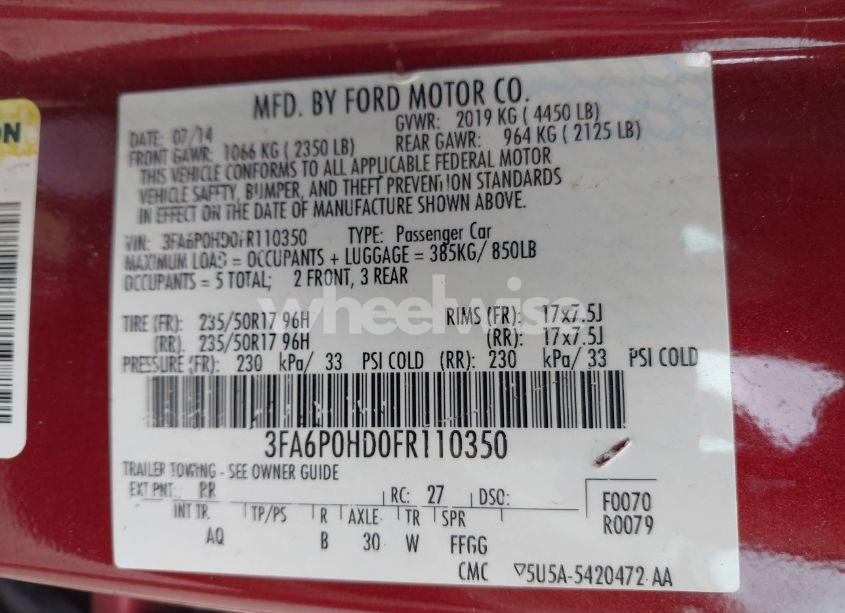 ON
MFD. BY FORD MOTOR CO.
DATE: 07/14 GVWR: 2019 KG ( 4450 LB)
FRONT GAWR: 1066 KG ( 2350 LB) REAR GAWR: 964 KG ( 2125 LB)
THIS VEHICLE CONFORMS TO ALL APPLICABLE FEDERAL MOTOR
VEHICLE SAFETY, BUMPER, AND THEFT PREVENTION STANDARDS
IN EFFECT ON THE DATE OF MANUFACTURE SHOWN ABOVE.
VIN: 3FA6P0HD0FR110350 TYPE: Passenger Car
MAXIMUM LOAD = OCCUPANTS + LUGGAGE = 385KG/ 850LB
OCCUPANTS = 5 TOTAL; 2 FRONT, 3 REAR
wheelwise
TIRE (FR): 235/50R17 96H RIMS (FR): 17x7.5J
(RR): 235/50R17 96H (RR): 17x7.5J
PRESSURE (FR): 230 kPa/ 33 PSI COLD (RR): 230 kPa/ 33 PSI COLD
3FA6P0HD0FR110350
TRAILER TOWING - SEE OWNER GUIDE
EXT PNT: RR RC: 27 DSO: F0070
INT TR TP/PS R AXLE TR SPR R0079
AQ B 30 W FFGG
CMC ▽5U5A-5420472-AA